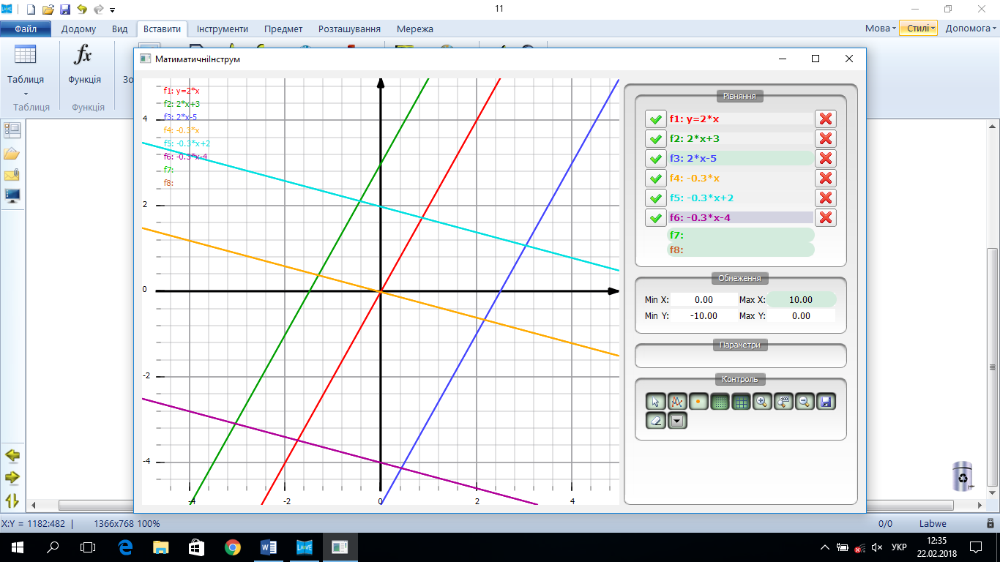 11
Файл Додому Вид Вставити Інструменти Предмет Розташування Мережа Мова Стилі Допомога
Таблиця
fx
Функція
Зо
Таблиця
Функція
МатиматичніІнструм
f1: y=2*x
f2: 2*x+3
f3: 2*x-5
f4: -0.3*x
f5: -0.3*x+2
f6: -0.3*x-4
f7:
f8:
4
2
0
-2
-4
-4 -2 0 2 4
Рівняння
f1: y=2*x
f2: 2*x+3
f3: 2*x-5
f4: -0.3*x
f5: -0.3*x+2
f6: -0.3*x-4
f7:
f8:
Обмеження
Min X: 0.00 Max X: 10.00
Min Y: -10.00 Max Y: 0.00
Параметри
Контроль
X:Y = 1182:482 | 1366x768 100% 0/0 Labwe
УКР
12:35
22.02.2018